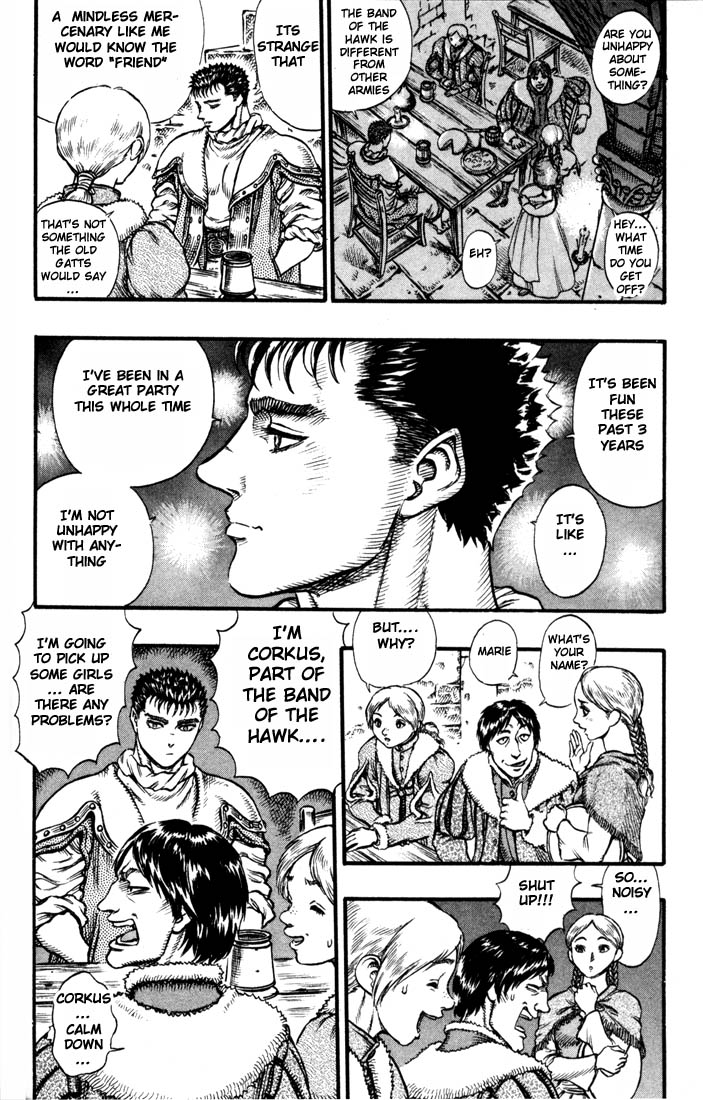 ARE YOU
UNHAPPY
ABOUT
SOME-
THING?
THE BAND
OF THE
HAWK IS
DIFFERENT
FROM
OTHER
ARMIES
HEY...
WHAT
TIME
DO YOU
GET
OFF?
EH?
ITS
STRANGE
THAT
A MINDLESS MER-
CENARY LIKE ME
WOULD KNOW THE
WORD "FRIEND"
THAT'S NOT
SOMETHING
THE OLD
GATTS
WOULD SAY
...
IT'S BEEN
FUN
THESE
PAST 3
YEARS
IT'S
LIKE
...
I'VE BEEN IN A
GREAT PARTY
THIS WHOLE TIME
I'M NOT
UNHAPPY
WITH ANY-
THING
WHAT'S
YOUR
NAME?
MARIE
BUT....
WHY?
I'M
CORKUS,
PART OF
THE BAND
OF THE
HAWK....
I'M GOING
TO PICK UP
SOME GIRLS
... ARE
THERE ANY
PROBLEMS?
CORKUS
...
CALM
DOWN
...
SO...
NOISY
...
SHUT
UP!!!